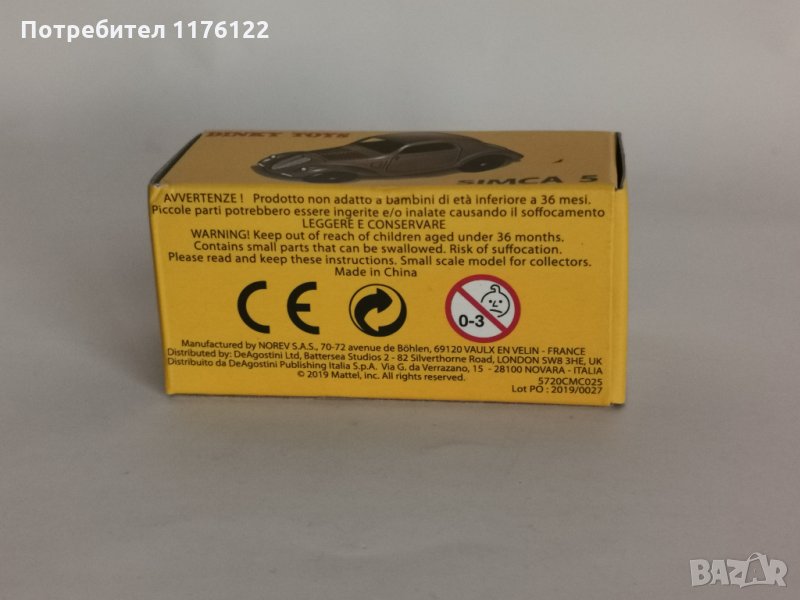 Потребител 1176122
DINKY TOYS
SIMCA 5
AVVERTENZE ! Prodotto non adatto a bambini di età inferiore a 36 mesi.
Piccole parti potrebbero essere ingerite e/o inalate causando il soffocamento
LEGGERE E CONSERVARE
WARNING! Keep out of reach of children aged under 36 months.
Contains small parts that can be swallowed. Risk of suffocation.
Please read and keep these instructions. Small scale model for collectors.
Made in China
CE
0-3
Manufactured by NOREV S.A.S., 70-72 avenue de Böhlen, 69120 VAULX EN VELIN - FRANCE
Distributed by: DeAgostini Ltd, Battersea Studios 2 - 82 Silverthorne Road, LONDON SW8 3HE, UK
Distribuito da DeAgostini Publishing Italia S.p.A. Via G. da Verrazano, 15 - 28100 NOVARA - ITALIA
© 2019 Mattel, inc. All rights reserved.
5720CMC025
Lot PO : 2019/0027
BAZAR